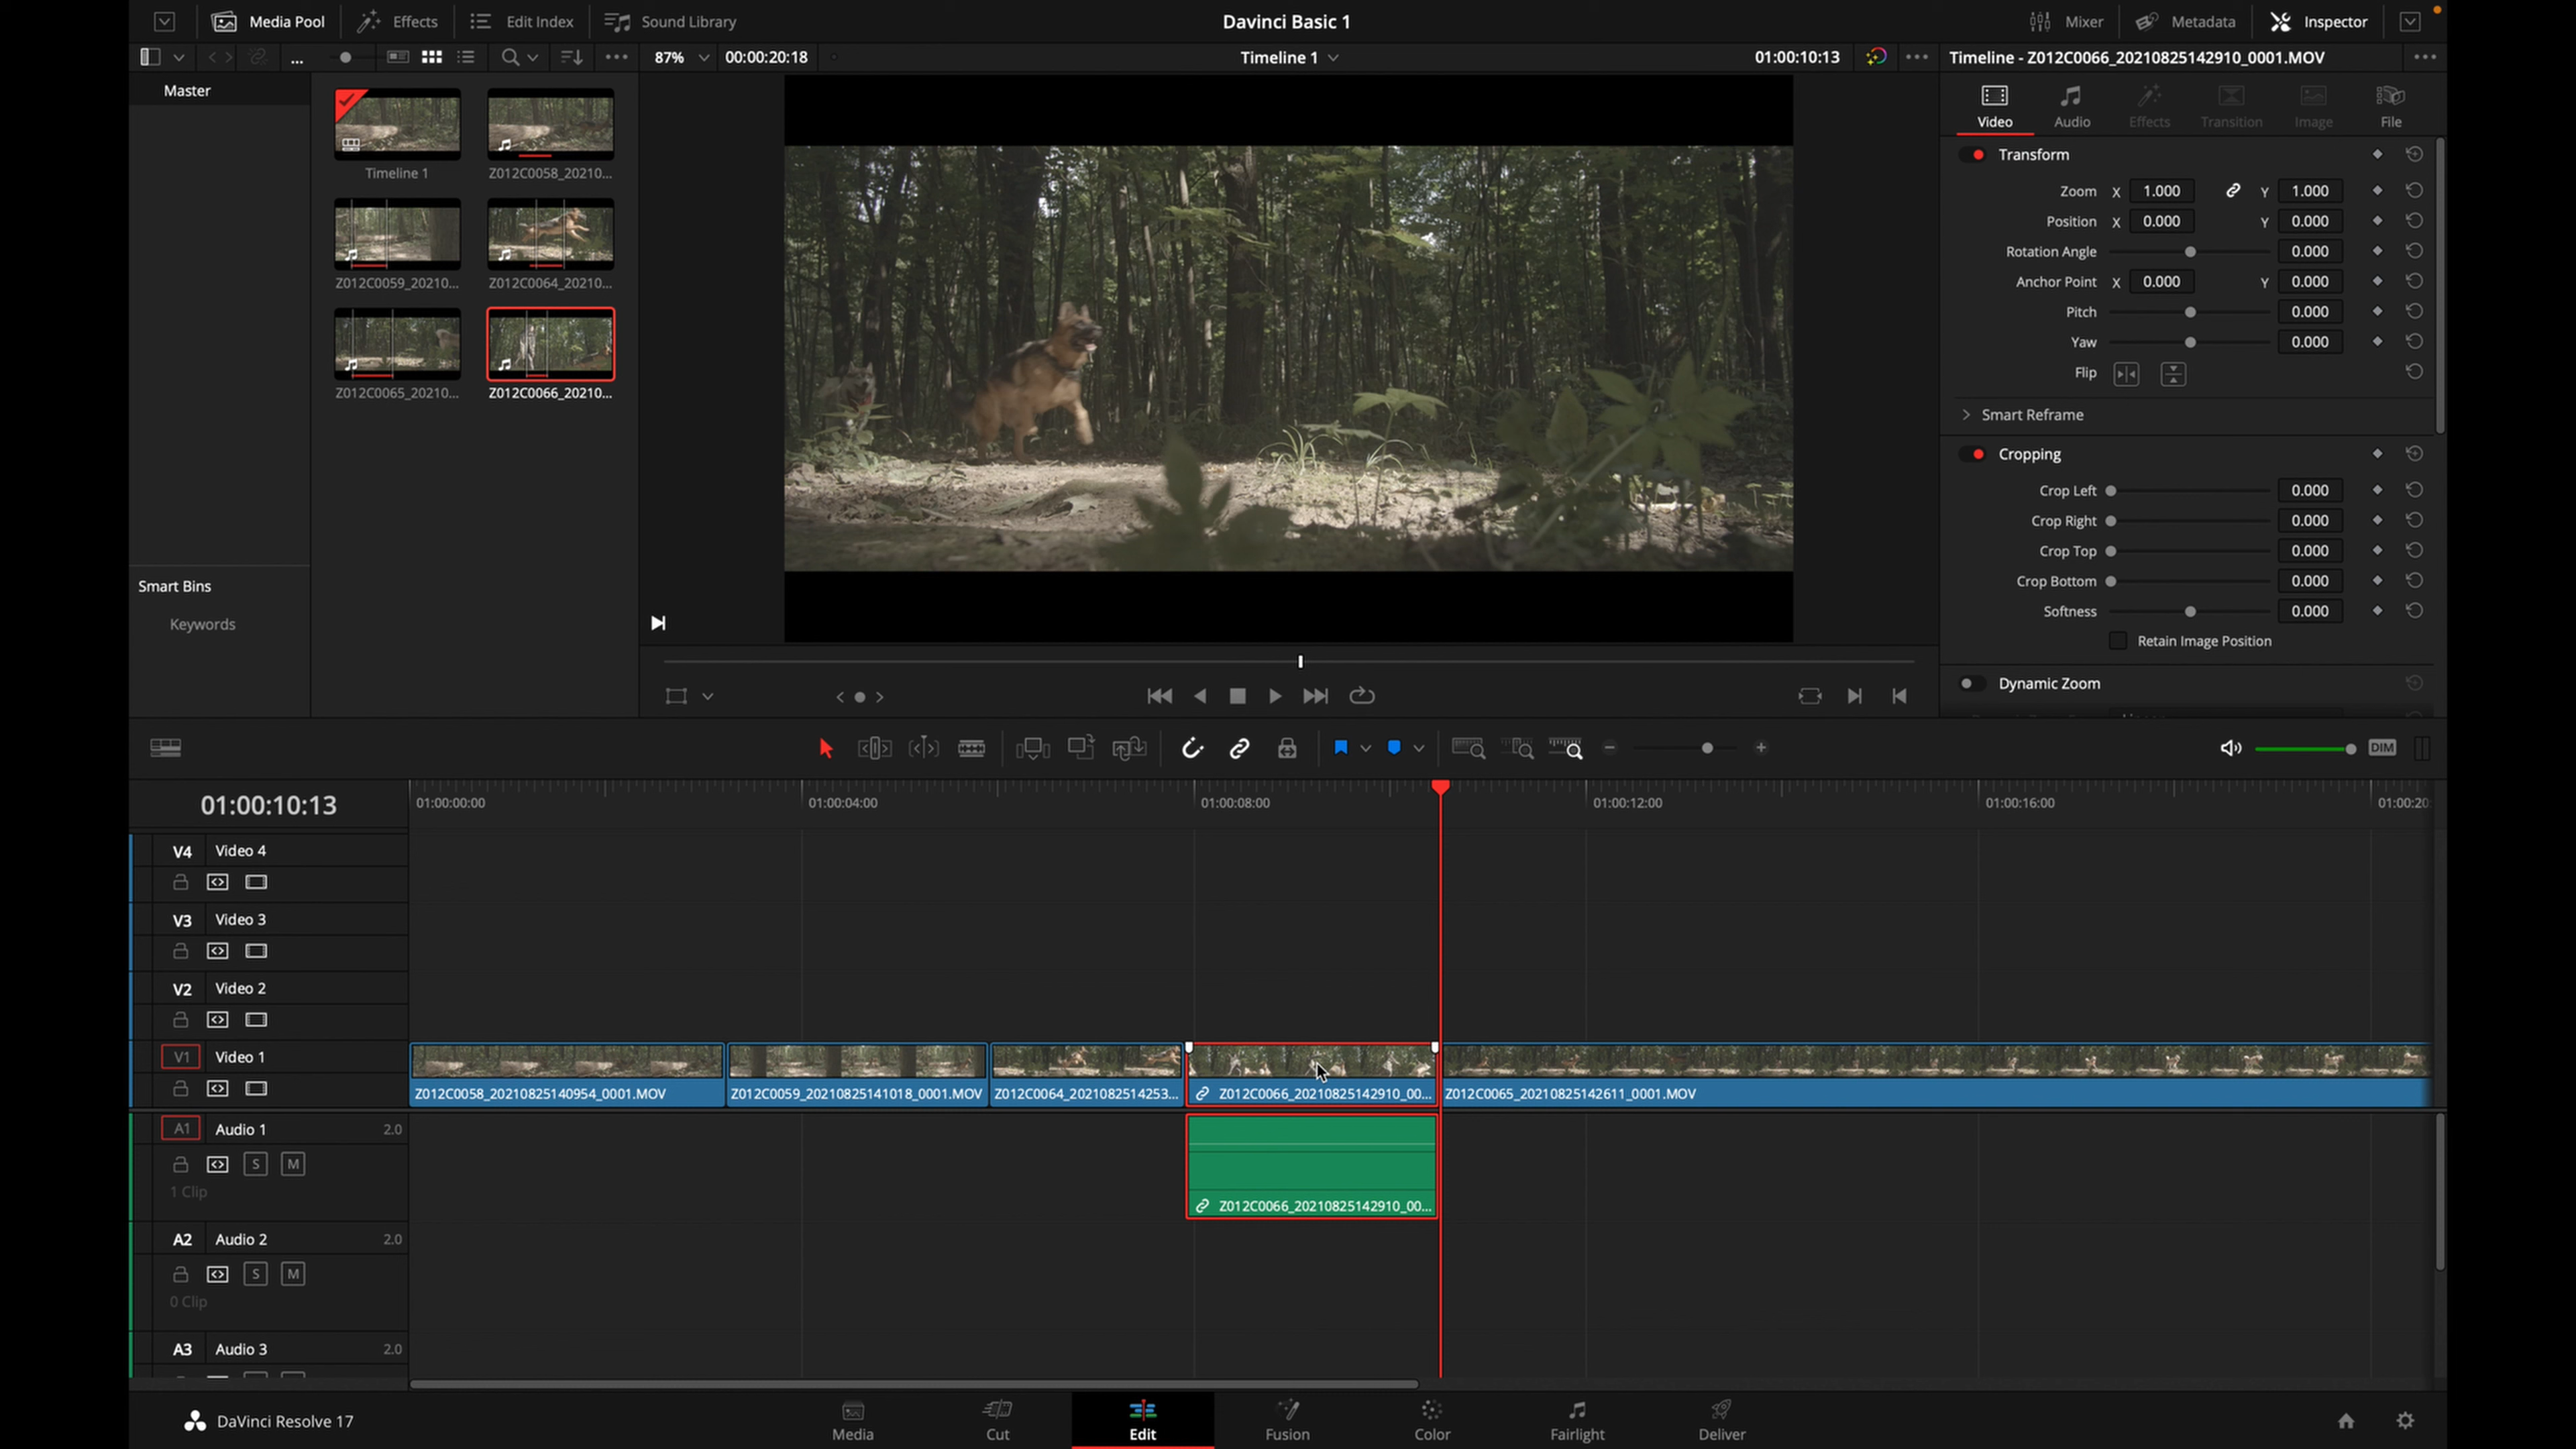 Media Pool
Effects
Edit Index
Sound Library
Davinci Basic 1
Mixer
Metadata
Inspector
...
87%
00:00:20:18
Timeline 1
01:00:10:13
Timeline - Z012C0066_20210825142910_0001.MOV
Master
Timeline 1
Z012C0058_20210...
Z012C0059_20210...
Z012C0064_20210...
Z012C0065_20210...
Z012C0066_20210...
Smart Bins
Keywords
Video
Audio
Effects
Transition
Image
File
Transform
Zoom X 1.000 Y 1.000
Position X 0.000 Y 0.000
Rotation Angle 0.000
Anchor Point X 0.000 Y 0.000
Pitch 0.000
Yaw 0.000
Flip
Smart Reframe
Cropping
Crop Left 0.000
Crop Right 0.000
Crop Top 0.000
Crop Bottom 0.000
Softness 0.000
Retain Image Position
Dynamic Zoom
DIM
01:00:10:13
01:00:00:00
01:00:04:00
01:00:08:00
01:00:12:00
01:00:16:00
01:00:20:
V4 Video 4
V3 Video 3
V2 Video 2
V1 Video 1
Z012C0058_20210825140954_0001.MOV
Z012C0059_20210825141018_0001.MOV
Z012C0064_2021082514253...
Z012C0066_20210825142910_00...
Z012C0065_20210825142611_0001.MOV
A1 Audio 1 2.0
S M
1 Clip
Z012C0066_20210825142910_00...
A2 Audio 2 2.0
S M
0 Clip
A3 Audio 3 2.0
DaVinci Resolve 17
Media
Cut
Edit
Fusion
Color
Fairlight
Deliver